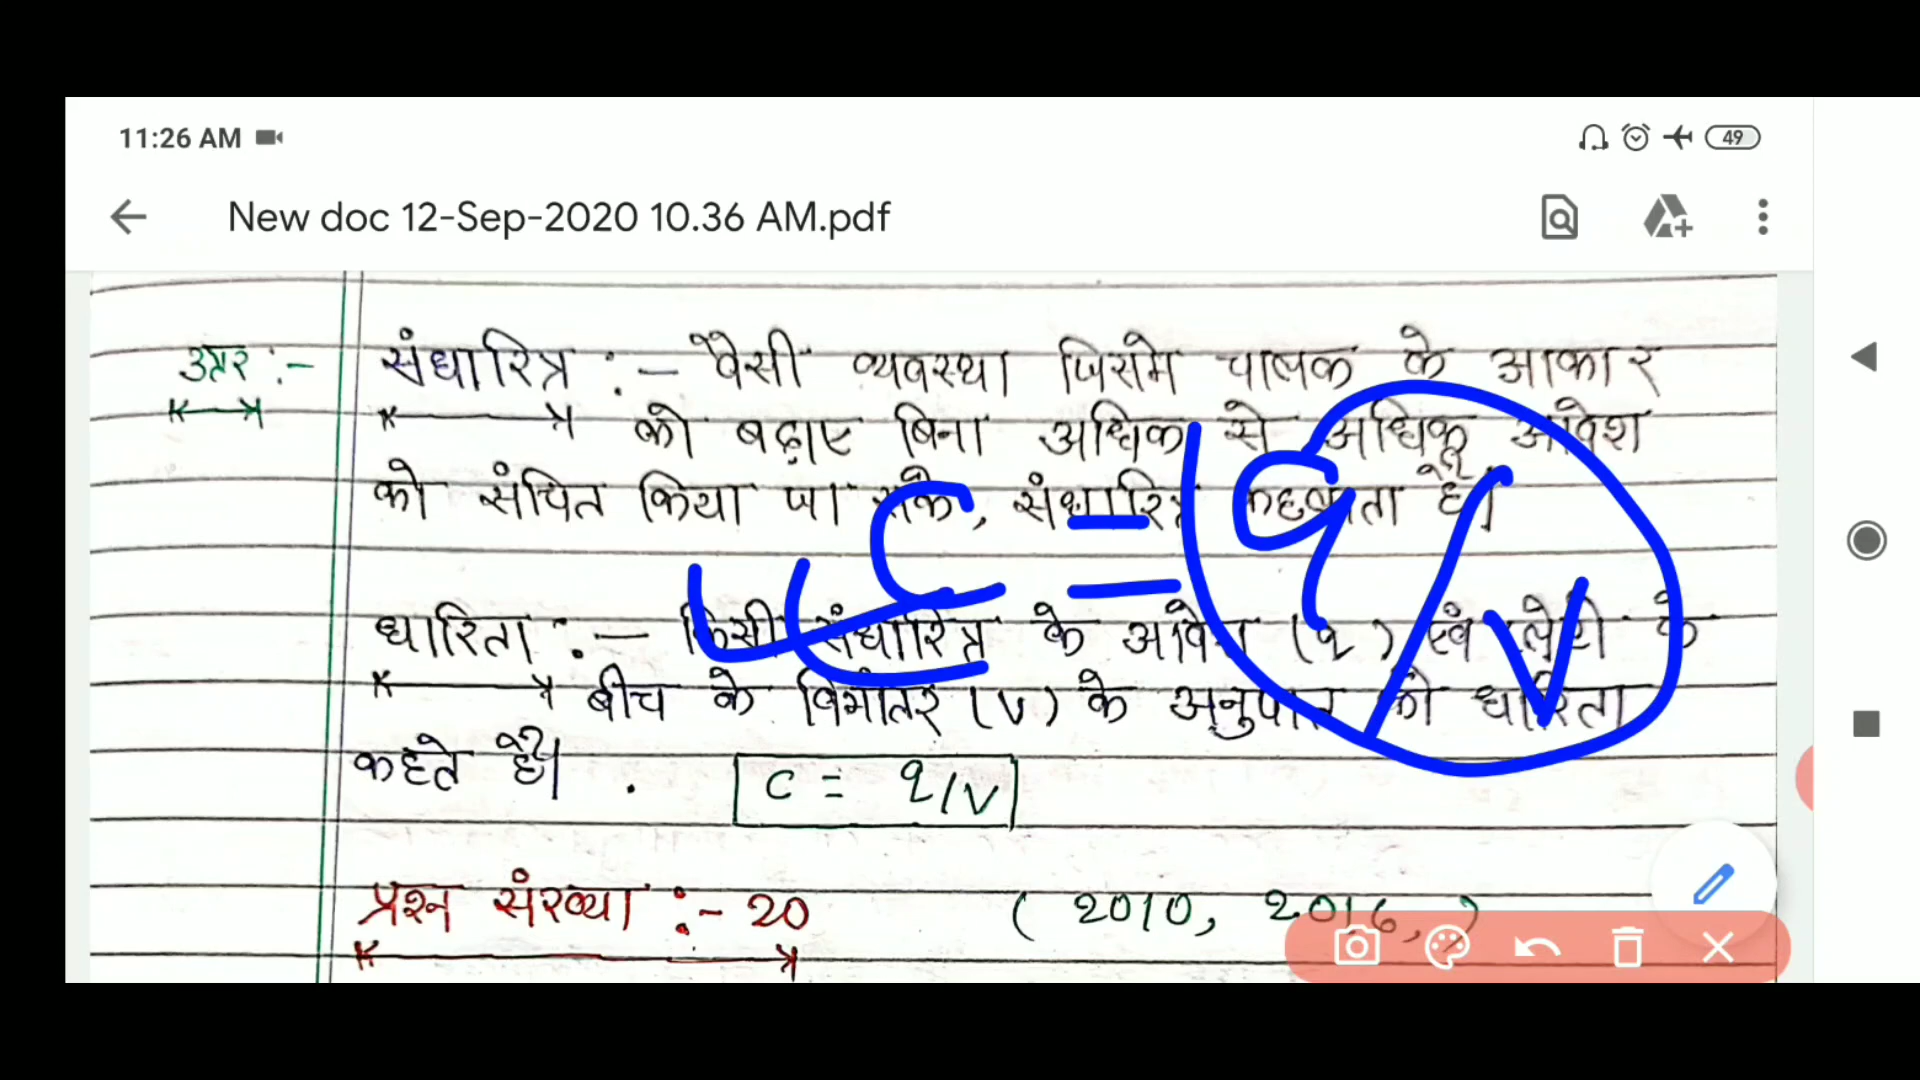 11:26 AM
49
New doc 12-Sep-2020 10.36 AM.pdf
उत्तर :- संधारित्र :- वैसी व्यवस्था जिसमे चालक के आकार
को बढ़ाए बिना अधिक से अधिक आवेश
को संचित किया जा सके, संधारित्र कहलाता है।
C = q/V
धारिता :- किसी संधारित्र के आवेश (q) एवं प्लेटो के
बीच के विभांतर (V) के अनुपात को धारिता
कहते है।
C = q/V
प्रश्न संख्या :- 20 ( 2010, 2016, )